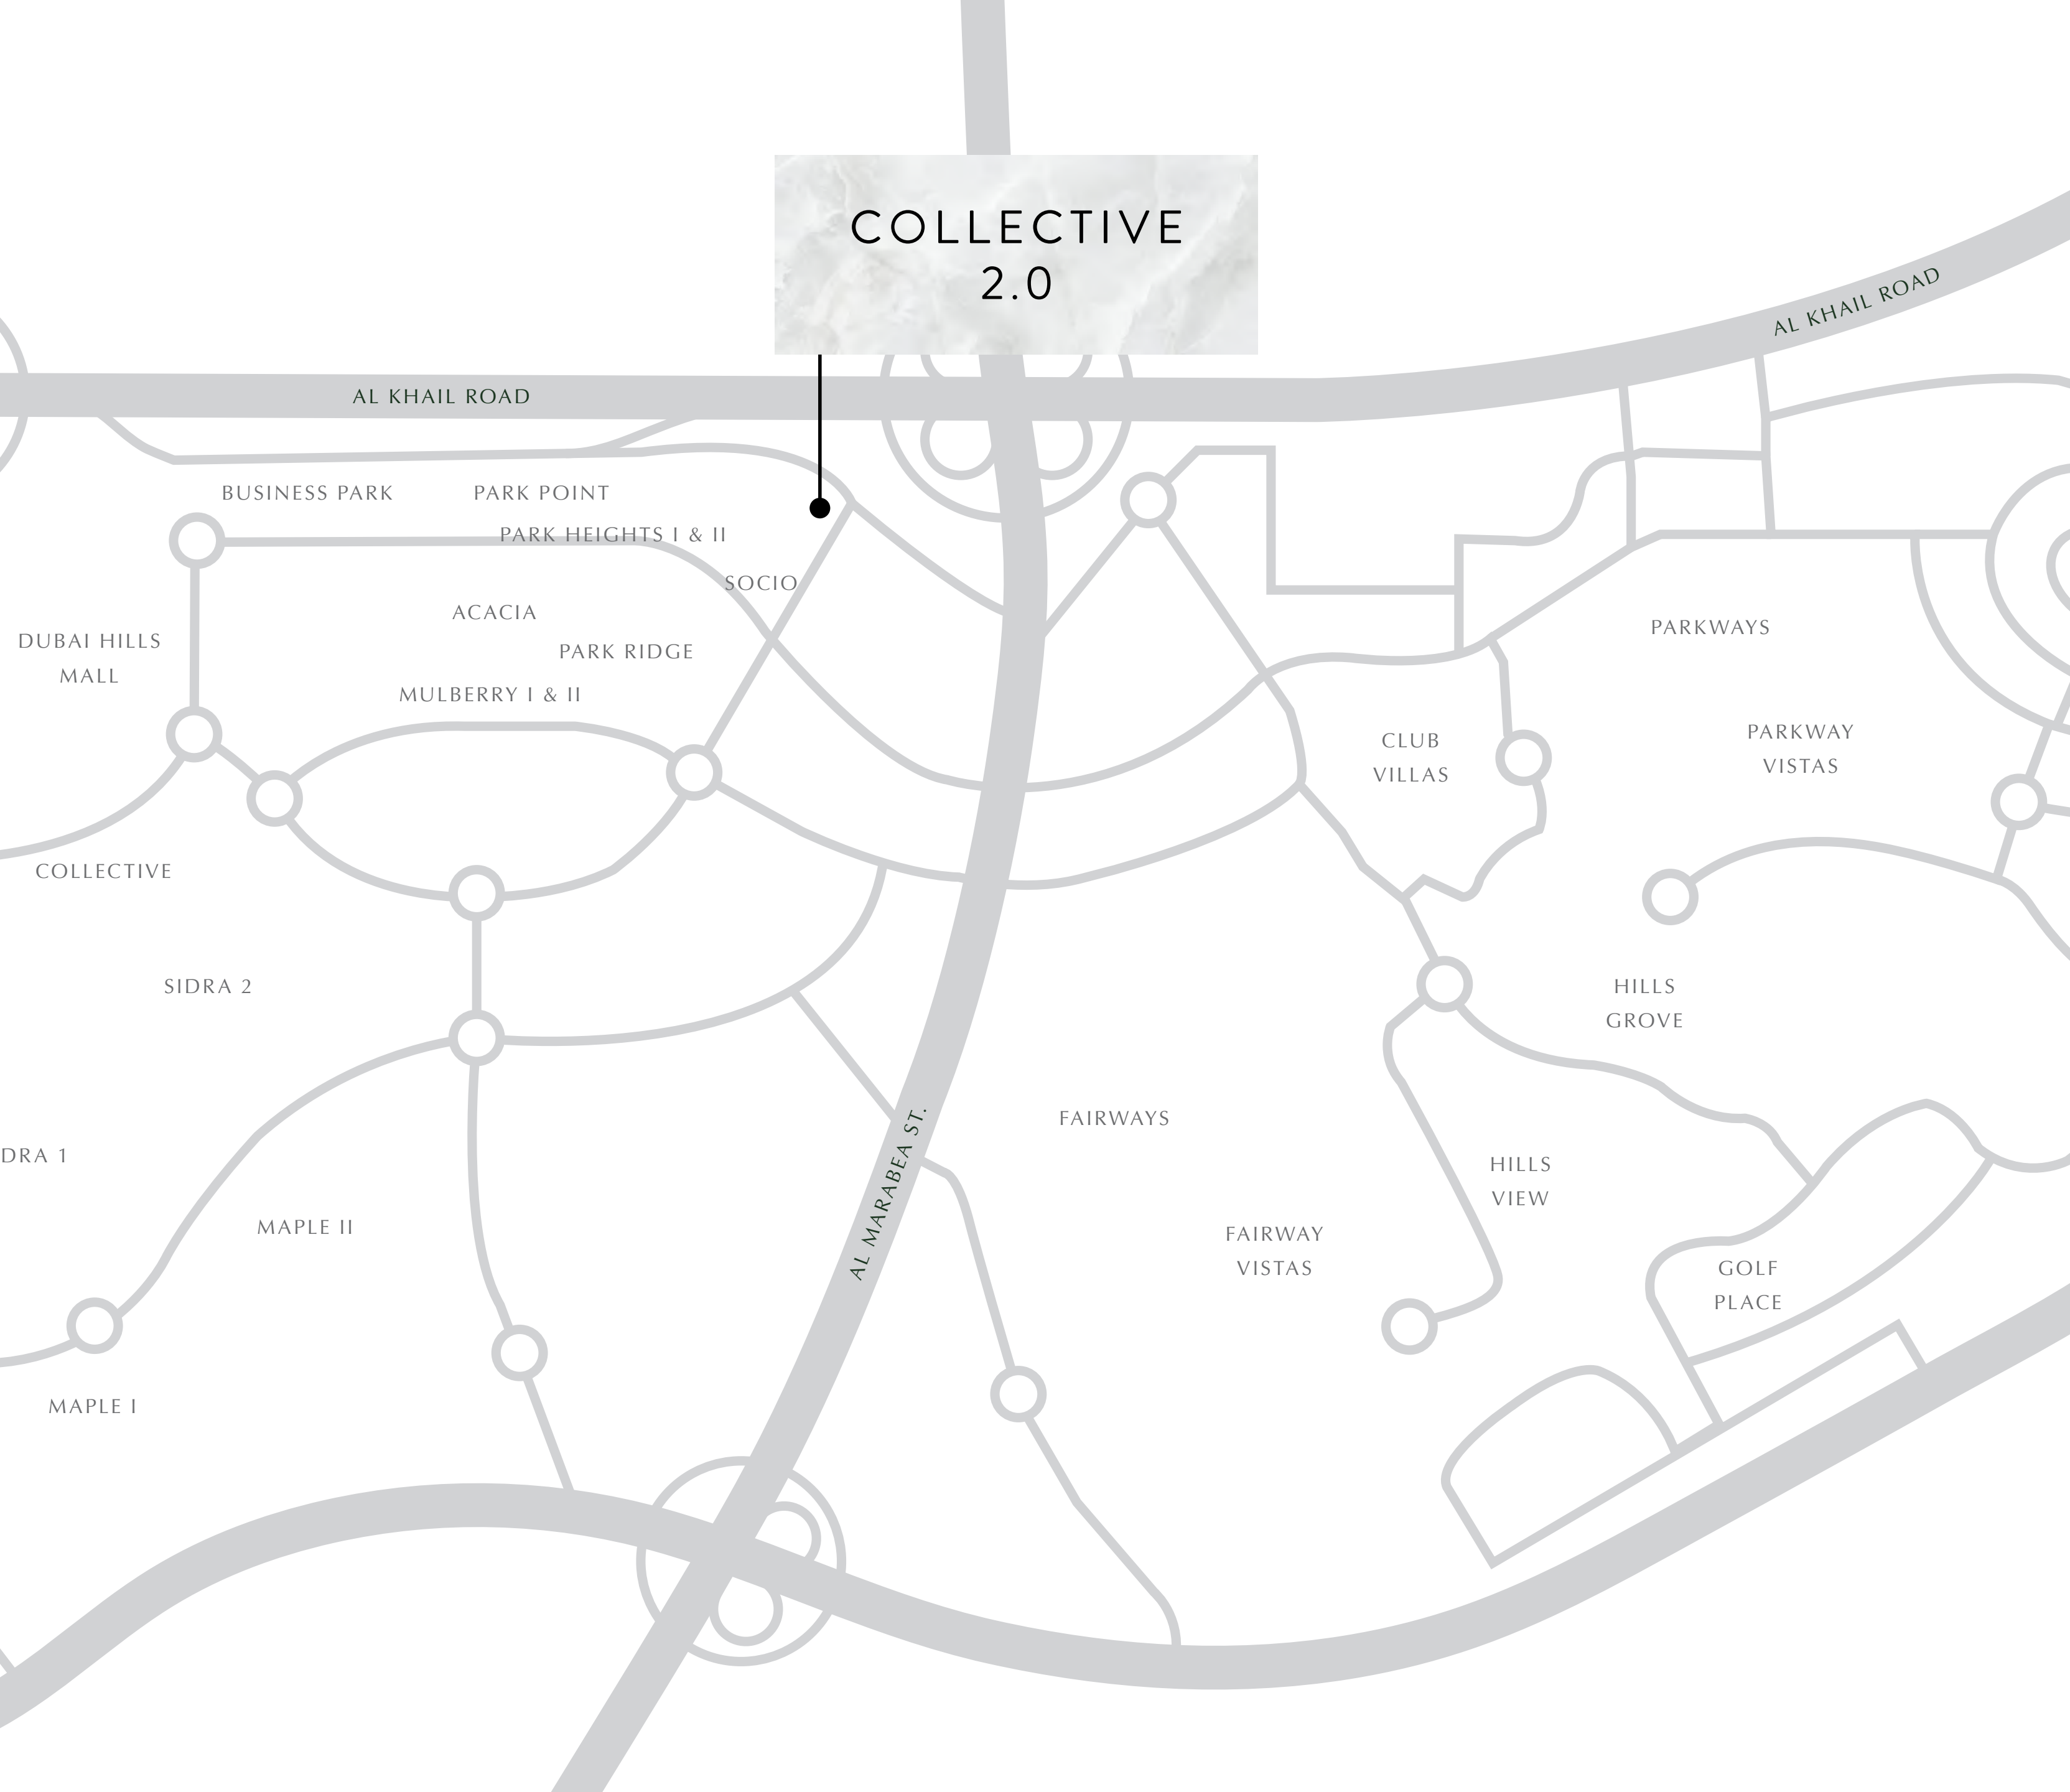 COLLECTIVE
2.0
AL KHAIL ROAD
AL KHAIL ROAD
BUSINESS PARK
PARK POINT
PARK HEIGHTS I & II
SOCIO
ACACIA
DUBAI HILLS
MALL
PARK RIDGE
MULBERRY I & II
PARKWAYS
CLUB
VILLAS
PARKWAY
VISTAS
COLLECTIVE
SIDRA 2
HILLS
GROVE
FAIRWAYS
DRA 1
HILLS
VIEW
MAPLE II
AL MARABEA ST.
FAIRWAY
VISTAS
GOLF
PLACE
MAPLE I